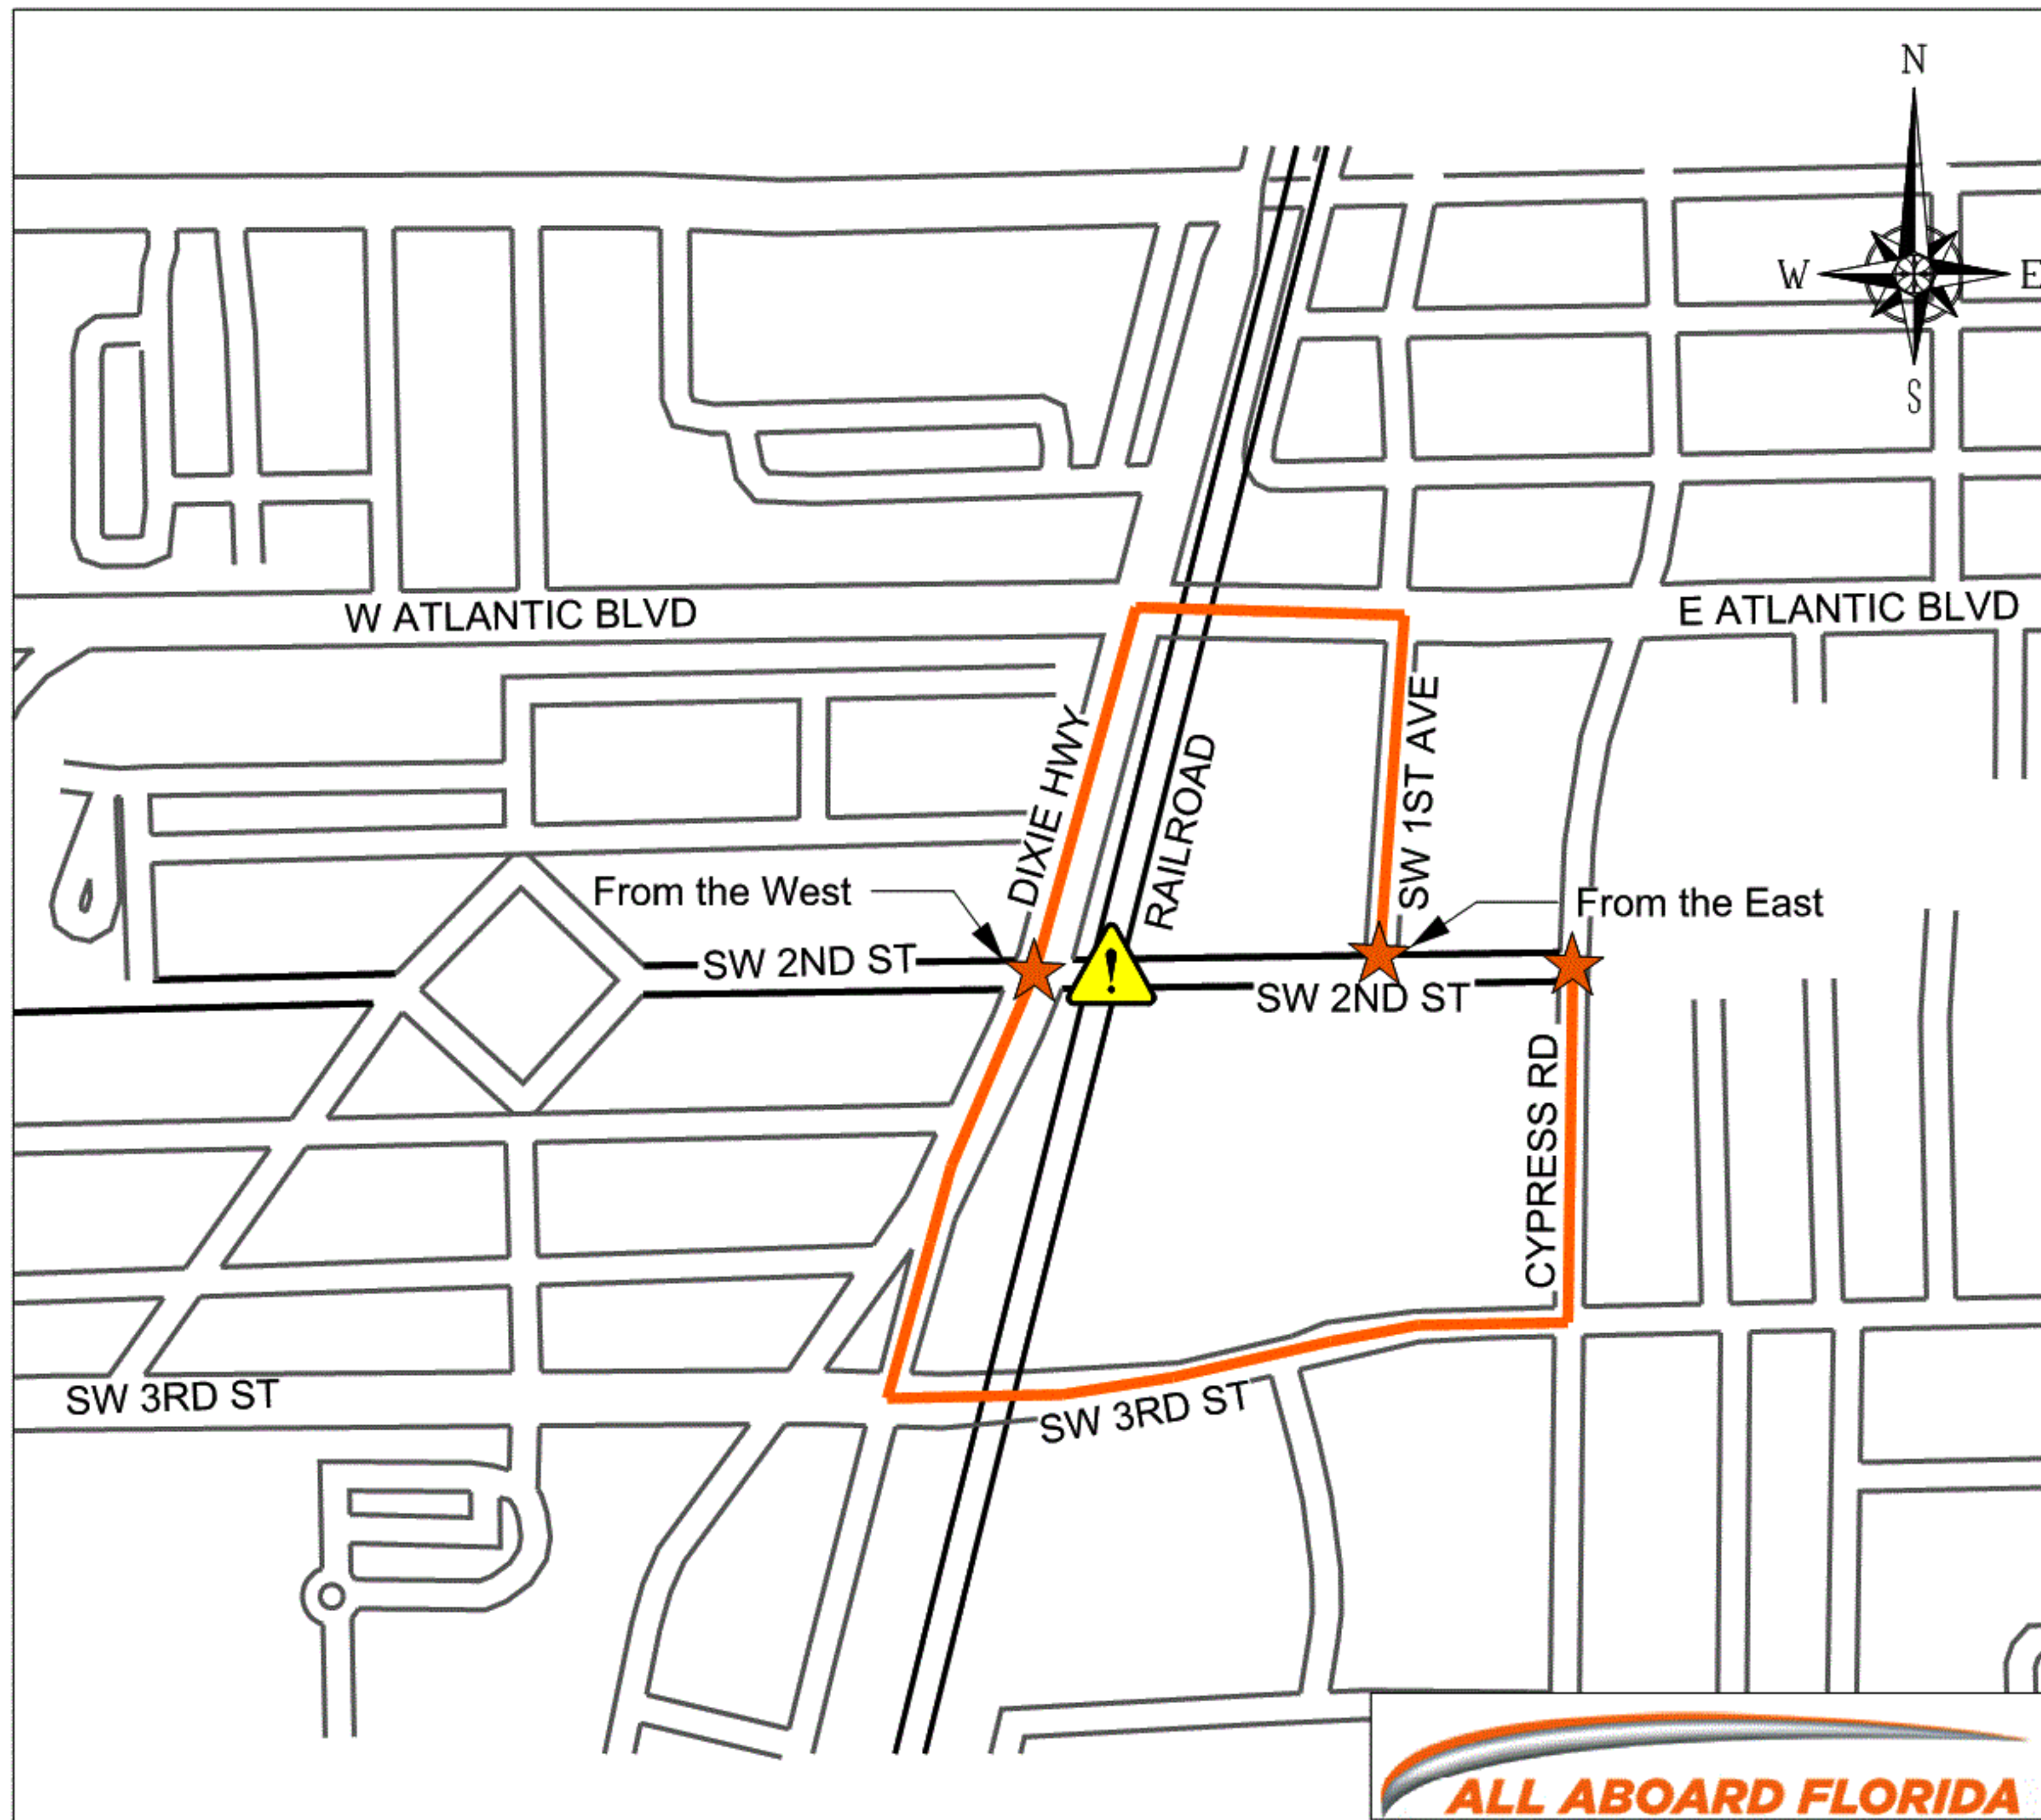 N
W
E
S
W ATLANTIC BLVD
E ATLANTIC BLVD
DIXIE HWY
RAILROAD
SW 1ST AVE
From the West
From the East
SW 2ND ST
SW 2ND ST
CYPRESS RD
SW 3RD ST
SW 3RD ST
!
ALL ABOARD FLORIDA